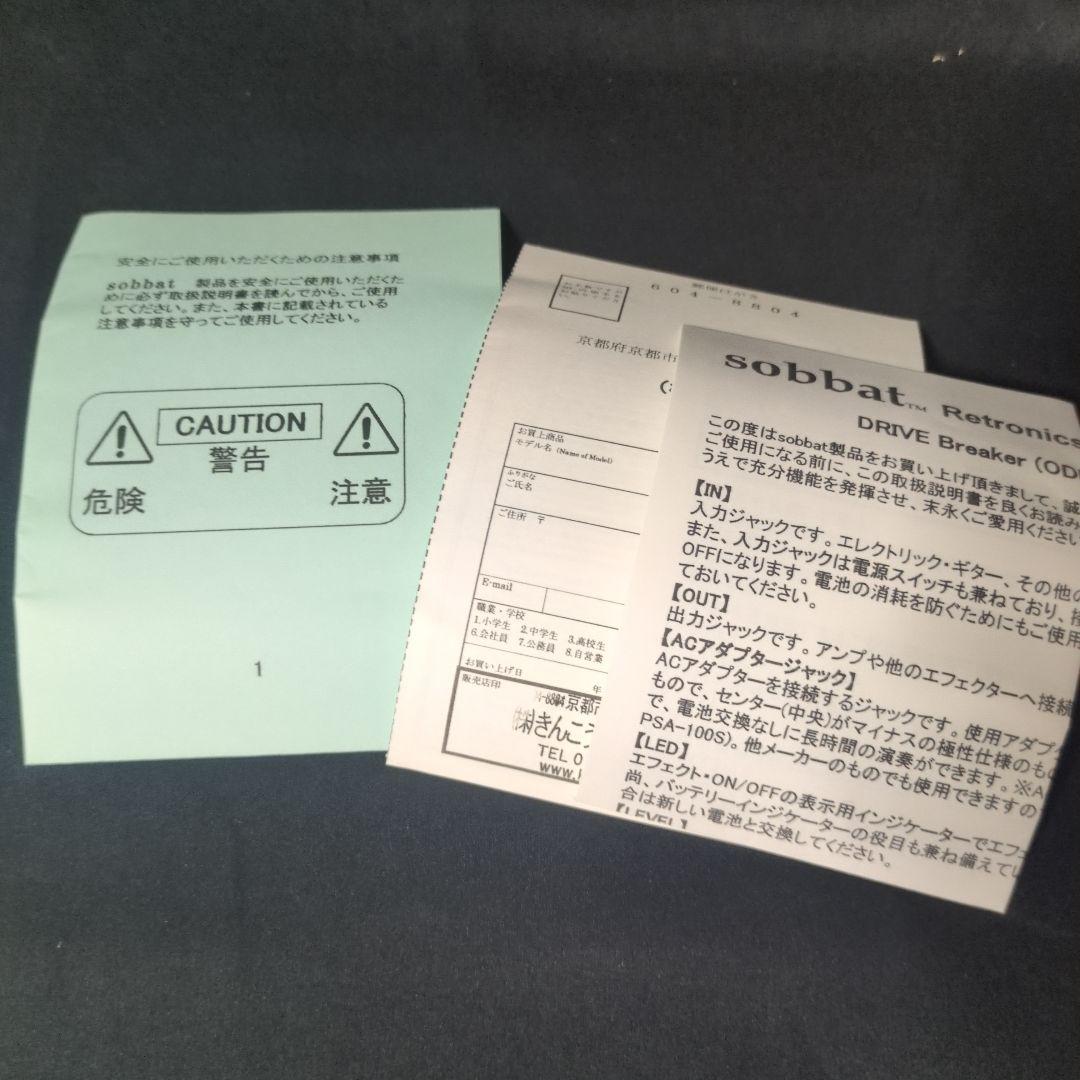 安全にご使用いただくための注意事項
sobbat 製品を安全にご使用いただくた
めに必ず取扱説明書を読んでから、ご使用
してください。また、本書に記載されている
注意事項を守ってご使用してください。
CAUTION
警告
危険
注意
1
郵便はがき
604-8804
京都府京都市
お買上商品
モデル名 (Name of Model)
ふりがな
ご氏名
ご住所 〒
E-mail
職業・学校
1.小学生 2.中学生 3.高校生
6.会社員 7.公務員 8.自営業
お買い上げ日 年
販売店印
京都市
㈱きんこ
TEL 0
www.
sobbat™ Retronics
DRIVE Breaker (OD
この度はsobbat製品をお買い上げ頂きまして、誠
ご使用になる前に、この取扱説明書を良くお読み
うえで充分機能を発揮させ、末永くご愛用ください
【IN】
入力ジャックです。エレクトリック・ギター、その他の
また、入力ジャックは電源スイッチも兼ねており、接
OFFになります。電池の消耗を防ぐためにもご使用
ておいてください。
【OUT】
出力ジャックです。アンプや他のエフェクターへ接続
【ACアダプタージャック】
ACアダプターを接続するジャックです。使用アダプ
もので、センター(中央)がマイナスの極性仕様のもの
で、電池交換なしに長時間の演奏ができます。※A
PSA-100S)。他メーカーのものでも使用できますの
【LED】
エフェクト・ON/OFFの表示用インジケーターでエフェ
尚、バッテリーインジケーターの役目も兼ね備えてい
合は新しい電池と交換してください。
【LEVEL】